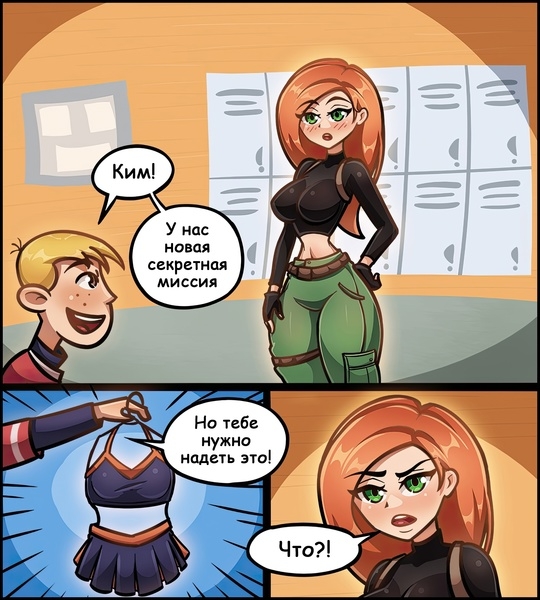 Ким!
У нас
новая
секретная
миссия
Но тебе
нужно
надеть это!
Что?!